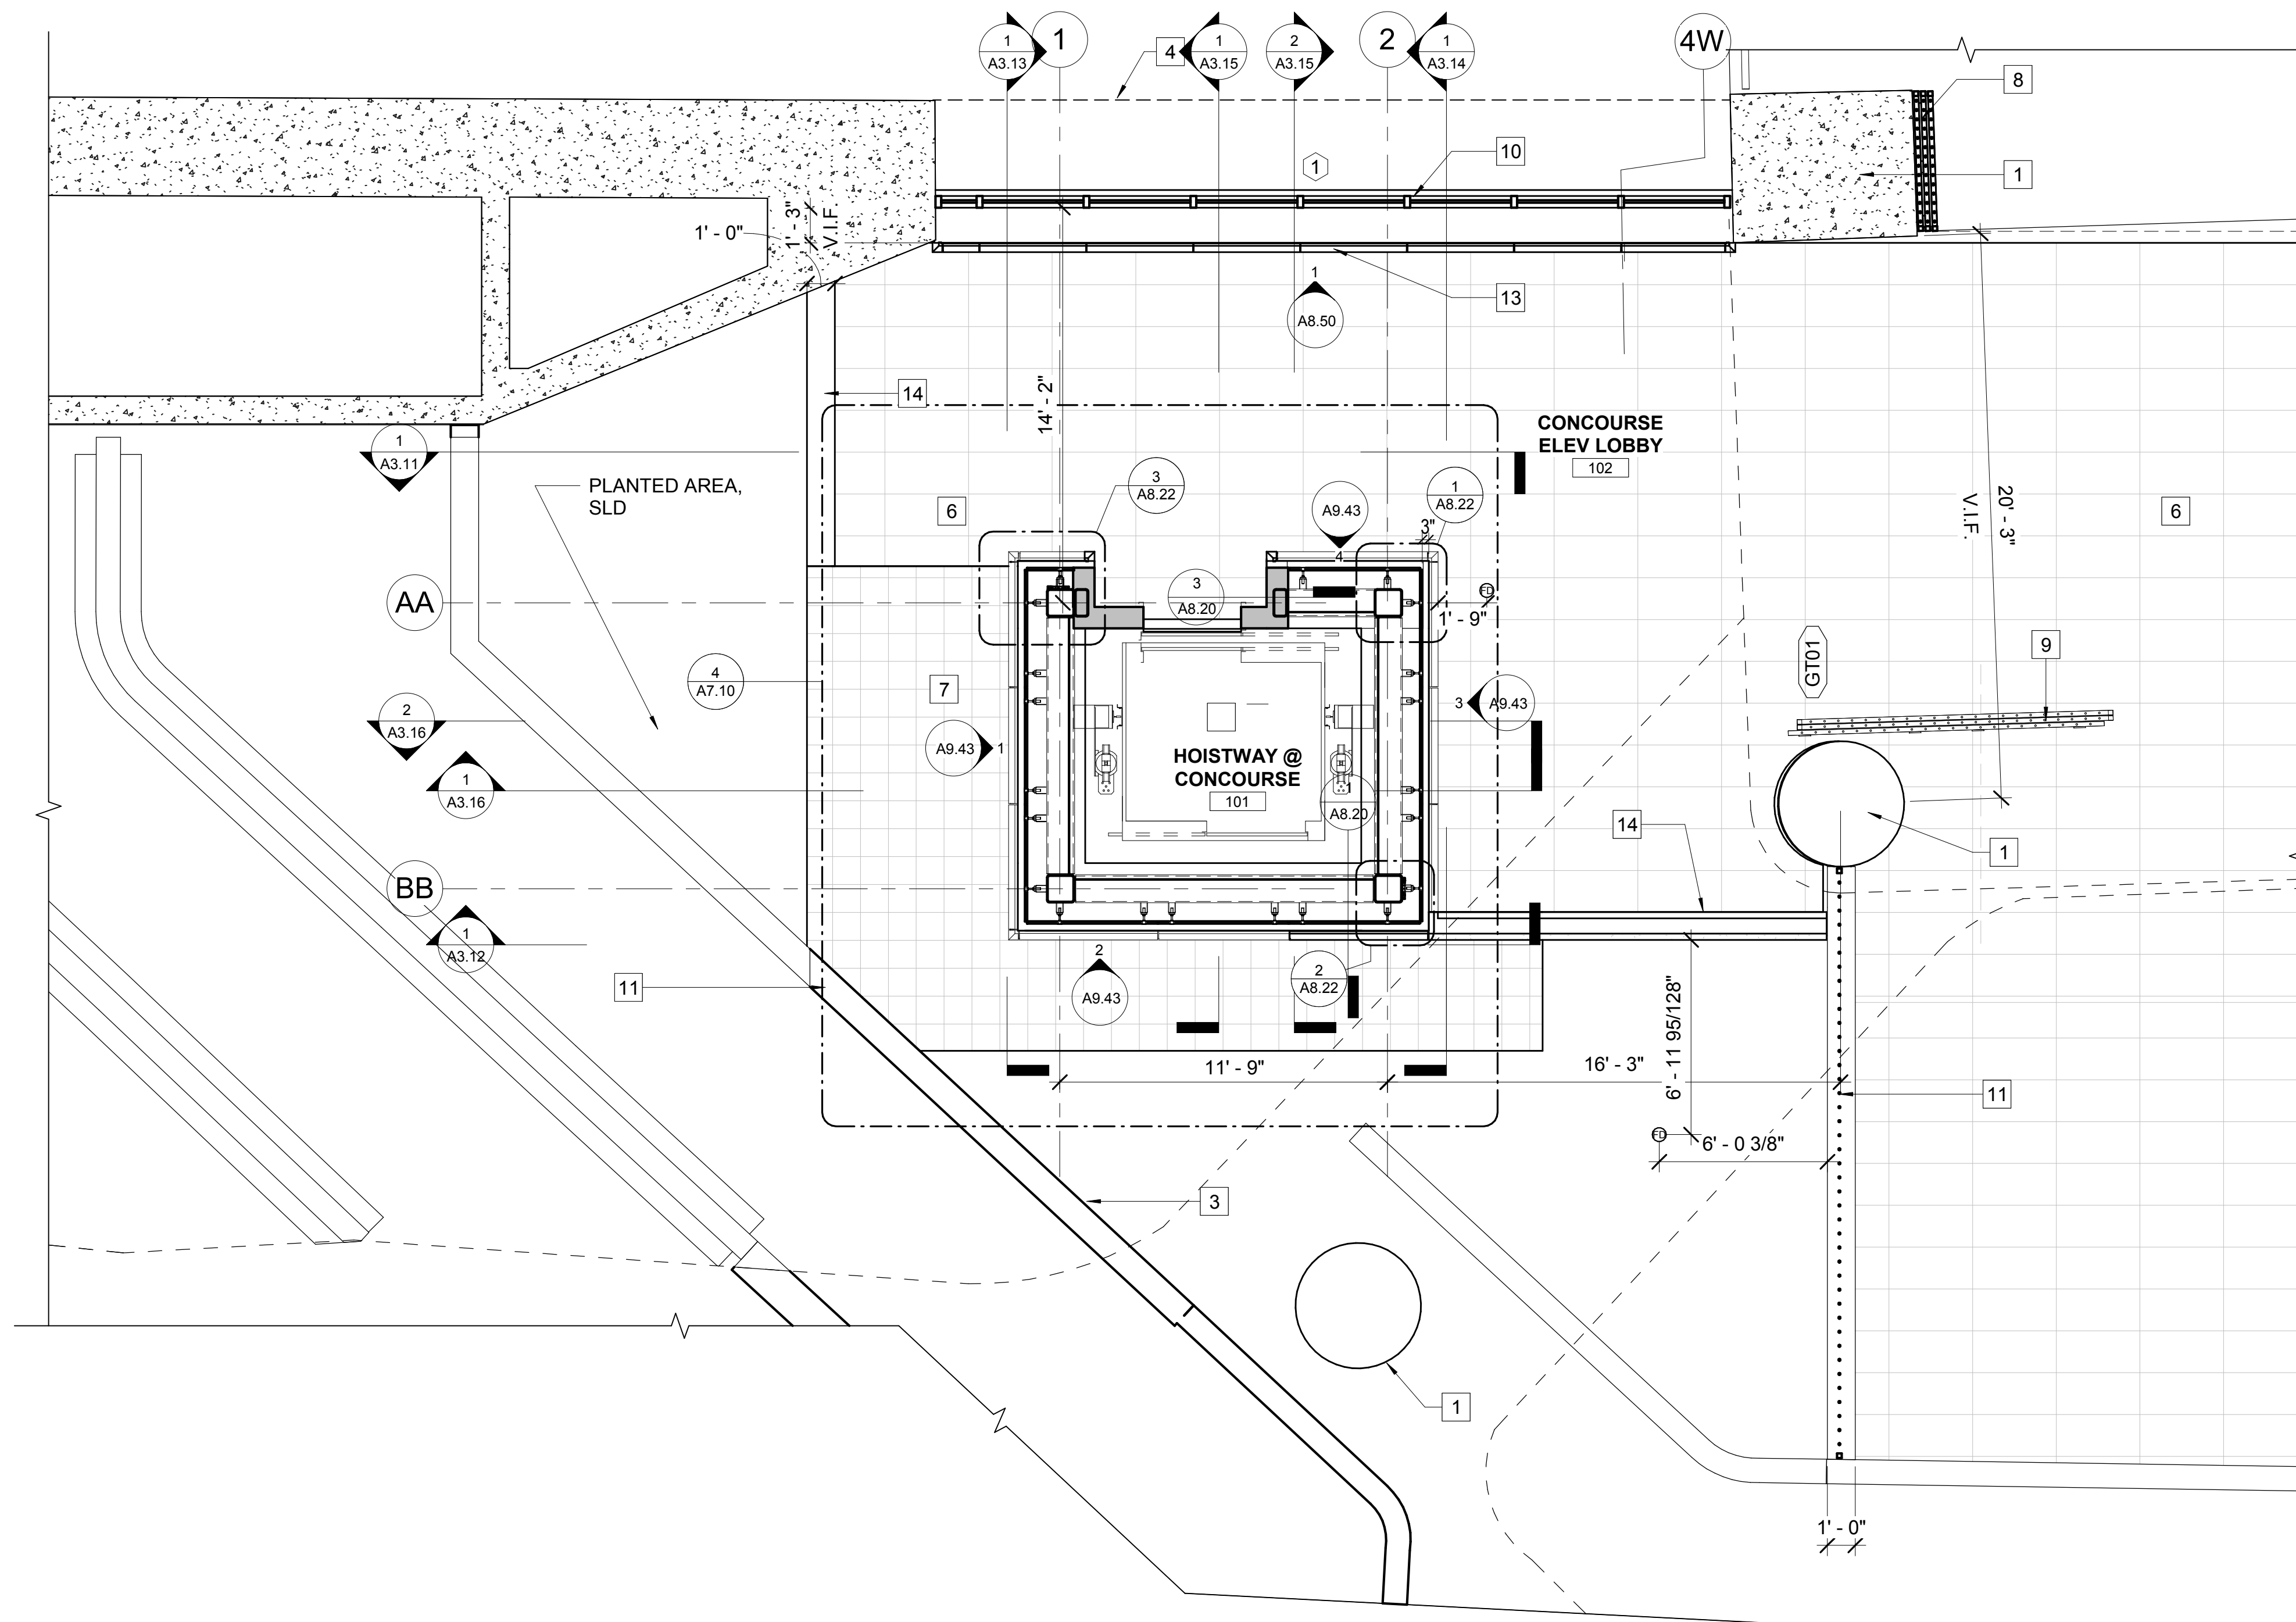 1
A3.13
1
4
1
A3.15
2
A3.15
2
1
A3.14
4W
8
10
1
1
1' - 0"
1' - 3"
V.I.F.
1
A8.50
13
14
14' - 2"
CONCOURSE
ELEV LOBBY
102
1
A3.11
PLANTED AREA,
SLD
3
A8.22
1
A8.22
6
A9.43
4
3"
20' - 3"
V.I.F.
6
AA
3
A8.20
FD
1' - 9"
GT01
9
4
A7.10
7
3
A9.43
2
A3.16
A9.43
1
HOISTWAY @
CONCOURSE
101
1
A3.16
1
A8.20
14
1
BB
1
A3.12
2
A9.43
2
A8.22
11
6' - 11 95/128"
11' - 9"
16' - 3"
11
FD
6' - 0 3/8"
3
1
1' - 0"